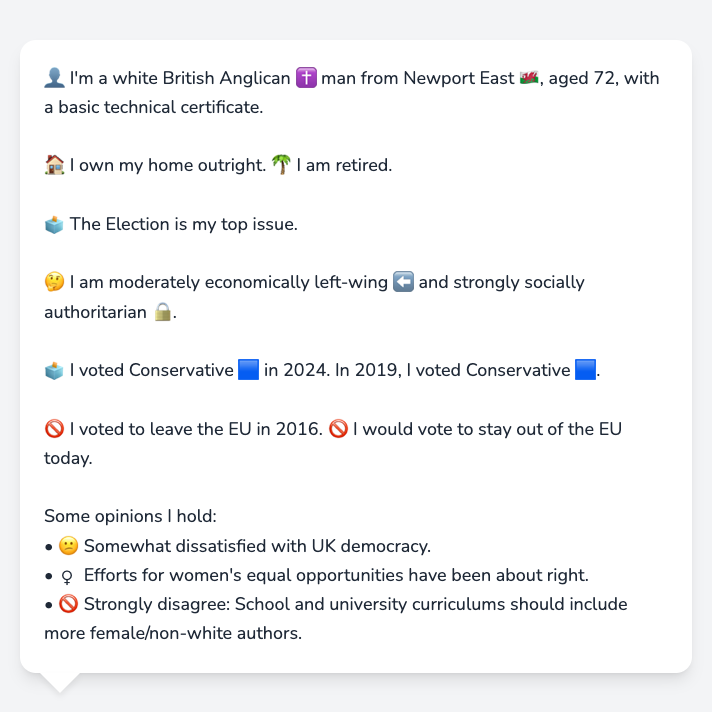 👤 I'm a white British Anglican ✝️ man from Newport East 🏴󠁧󠁢󠁷󠁬󠁳󠁿, aged 72, with
a basic technical certificate.
🏠 I own my home outright. 🌴 I am retired.
🗳️ The Election is my top issue.
🤔 I am moderately economically left-wing ⬅️ and strongly socially
authoritarian 🔒.
🗳️ I voted Conservative 🟦 in 2024. In 2019, I voted Conservative 🟦.
🚫 I voted to leave the EU in 2016. 🚫 I would vote to stay out of the EU
today.
Some opinions I hold:
• 😕 Somewhat dissatisfied with UK democracy.
• ♀ Efforts for women's equal opportunities have been about right.
• 🚫 Strongly disagree: School and university curriculums should include
more female/non-white authors.